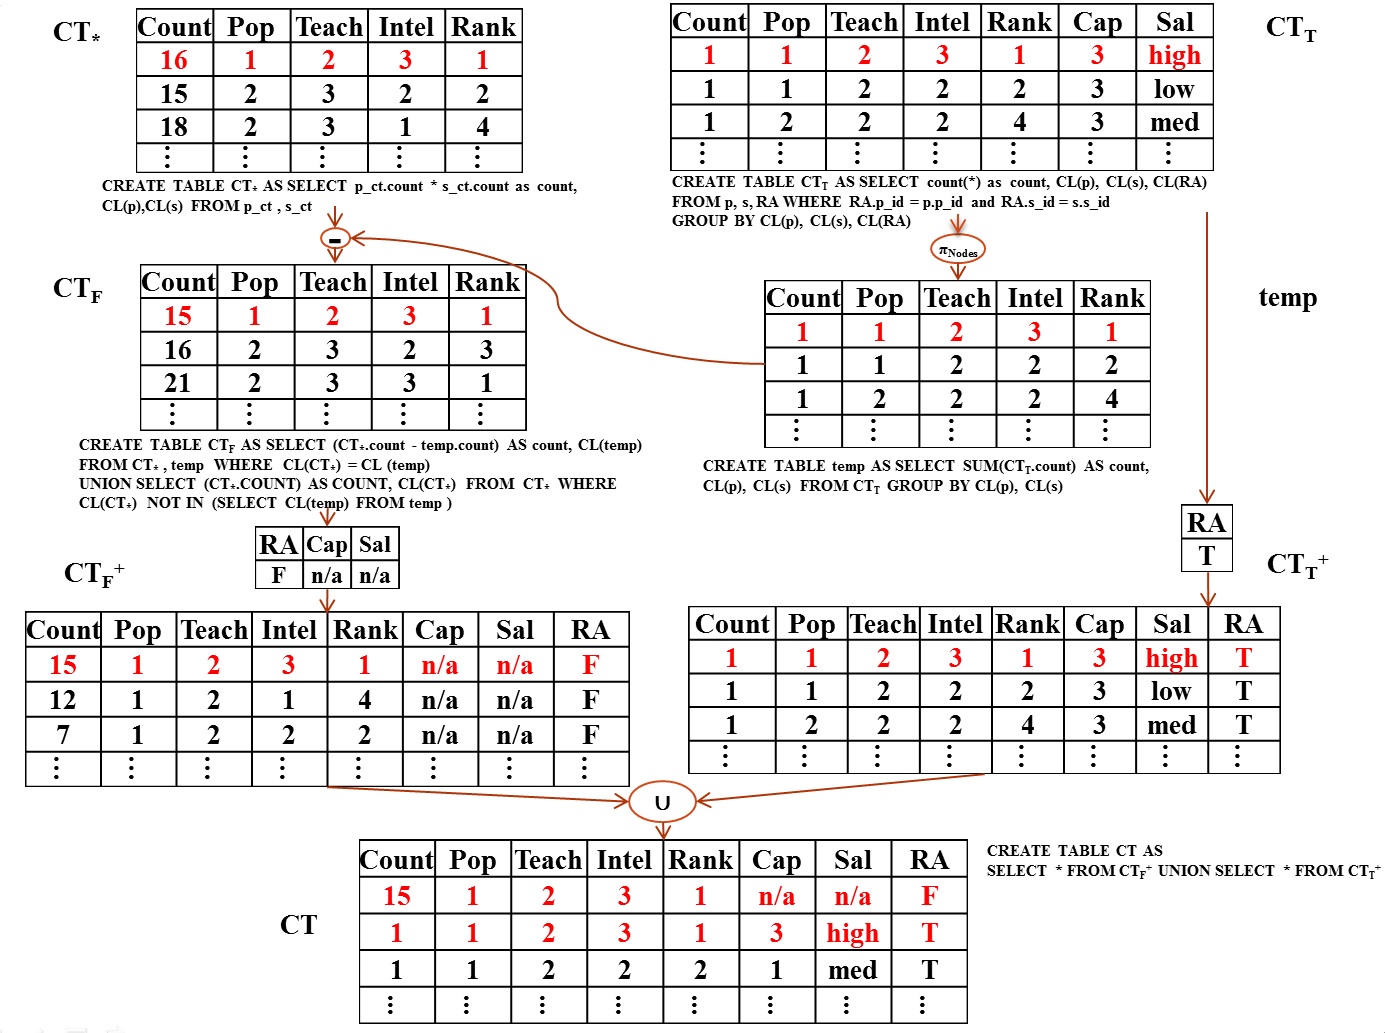 CT*
Count Pop Teach Intel Rank
16 1 2 3 1
15 2 3 2 2
18 2 3 1 4
⋮ ⋮ ⋮ ⋮ ⋮
CREATE TABLE CT* AS SELECT p_ct.count * s_ct.count as count,
CL(p),CL(s) FROM p_ct , s_ct
CT_T
Count Pop Teach Intel Rank Cap Sal
1 1 2 3 1 3 high
1 1 2 2 2 3 low
1 2 2 2 4 3 med
⋮ ⋮ ⋮ ⋮ ⋮ ⋮ ⋮
CREATE TABLE CT_T AS SELECT count(*) as count, CL(p), CL(s), CL(RA)
FROM p, s, RA WHERE RA.p_id = p.p_id and RA.s_id = s.s_id
GROUP BY CL(p), CL(s), CL(RA)
-
π_Nodes
CT_F
Count Pop Teach Intel Rank
15 1 2 3 1
16 2 3 2 3
21 2 3 3 1
⋮ ⋮ ⋮ ⋮ ⋮
CREATE TABLE CT_F AS SELECT (CT*.count - temp.count) AS count, CL(temp)
FROM CT* , temp WHERE CL(CT*) = CL (temp)
UNION SELECT (CT*.COUNT) AS COUNT, CL(CT*) FROM CT* WHERE
CL(CT*) NOT IN (SELECT CL(temp) FROM temp )
temp
Count Pop Teach Intel Rank
1 1 2 3 1
1 1 2 2 2
1 2 2 2 4
⋮ ⋮ ⋮ ⋮ ⋮
CREATE TABLE temp AS SELECT SUM(CT_T.count) AS count,
CL(p), CL(s) FROM CT_T GROUP BY CL(p), CL(s)
RA Cap Sal
F n/a n/a
RA
T
CT_F^+
Count Pop Teach Intel Rank Cap Sal RA
15 1 2 3 1 n/a n/a F
12 1 2 1 4 n/a n/a F
7 1 2 2 2 n/a n/a F
⋮ ⋮ ⋮ ⋮ ⋮ ⋮ ⋮ ⋮
CT_T^+
Count Pop Teach Intel Rank Cap Sal RA
1 1 2 3 1 3 high T
1 1 2 2 2 3 low T
1 2 2 2 4 3 med T
⋮ ⋮ ⋮ ⋮ ⋮ ⋮ ⋮ ⋮
∪
CT
Count Pop Teach Intel Rank Cap Sal RA
15 1 2 3 1 n/a n/a F
1 1 2 3 1 3 high T
1 1 2 2 2 1 med T
⋮ ⋮ ⋮ ⋮ ⋮ ⋮ ⋮ ⋮
CREATE TABLE CT AS
SELECT * FROM CT_F^+ UNION SELECT * FROM CT_T^+